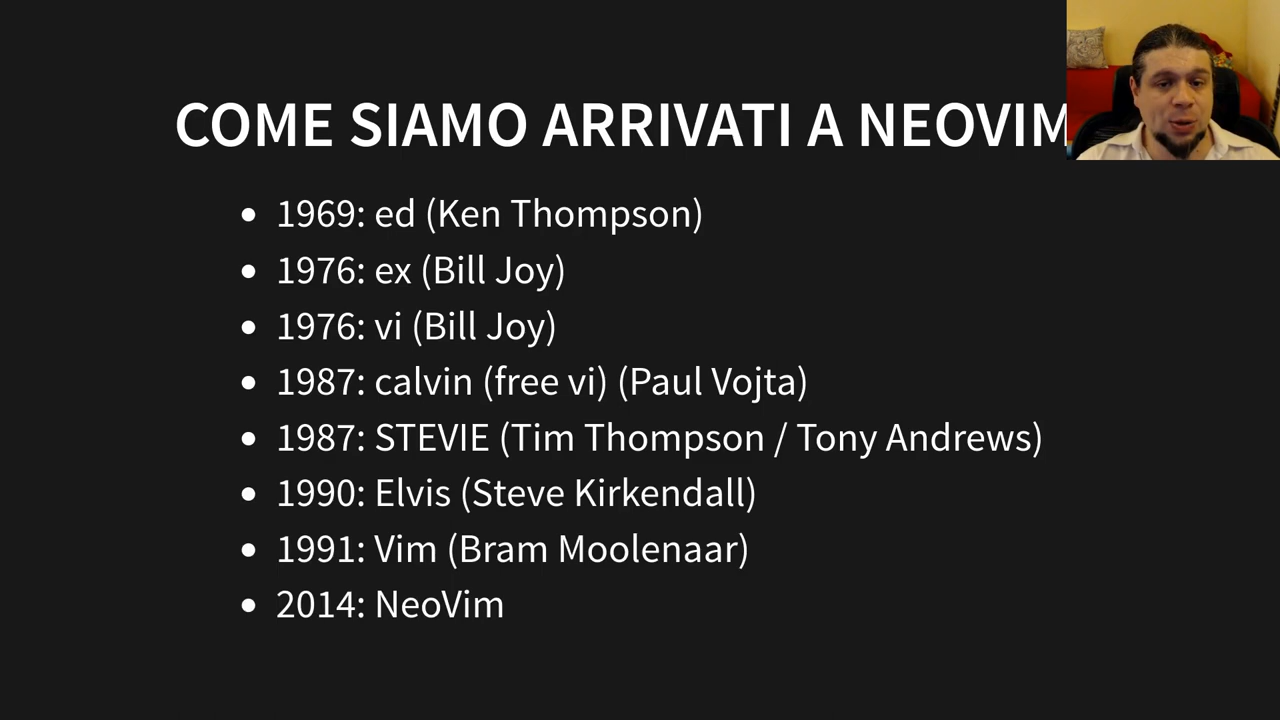 COME SIAMO ARRIVATI A NEOVIM
1969: ed (Ken Thompson)
1976: ex (Bill Joy)
1976: vi (Bill Joy)
1987: calvin (free vi) (Paul Vojta)
1987: STEVIE (Tim Thompson / Tony Andrews)
1990: Elvis (Steve Kirkendall)
1991: Vim (Bram Moolenaar)
2014: NeoVim